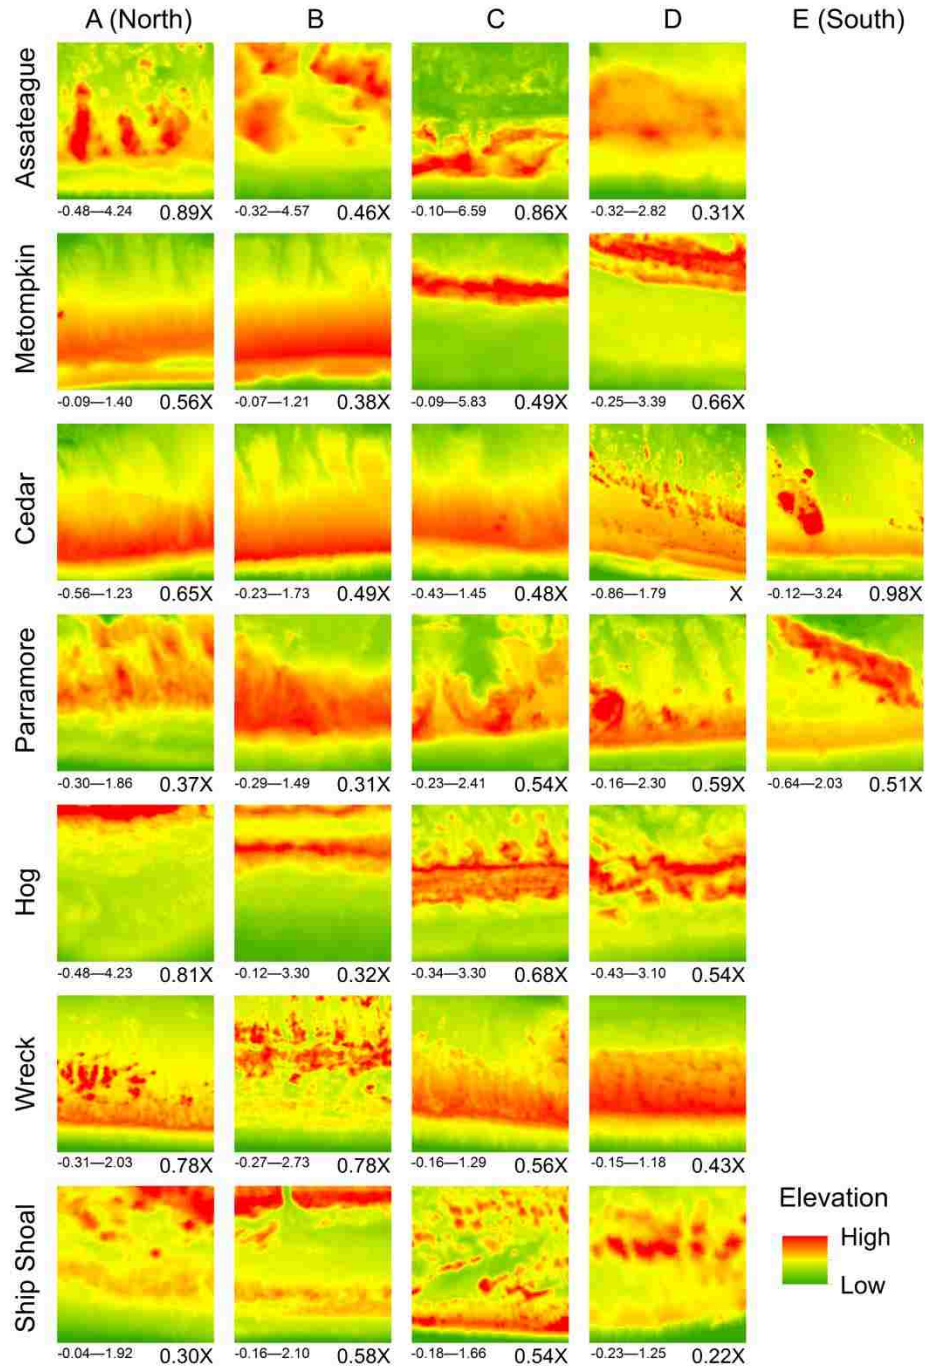 A (North) B C D E (South)
Assateague
-0.48—4.24 0.89X -0.32—4.57 0.46X -0.10—6.59 0.86X -0.32—2.82 0.31X
Metompkin
-0.09—1.40 0.56X -0.07—1.21 0.38X -0.09—5.83 0.49X -0.25—3.39 0.66X
Cedar
-0.56—1.23 0.65X -0.23—1.73 0.49X -0.43—1.45 0.48X -0.86—1.79 X -0.12—3.24 0.98X
Parramore
-0.30—1.86 0.37X -0.29—1.49 0.31X -0.23—2.41 0.54X -0.16—2.30 0.59X -0.64—2.03 0.51X
Hog
-0.48—4.23 0.81X -0.12—3.30 0.32X -0.34—3.30 0.68X -0.43—3.10 0.54X
Wreck
-0.31—2.03 0.78X -0.27—2.73 0.78X -0.16—1.29 0.56X -0.15—1.18 0.43X
Ship Shoal
-0.04—1.92 0.30X -0.16—2.10 0.58X -0.18—1.66 0.54X -0.23—1.25 0.22X
Elevation
High
Low